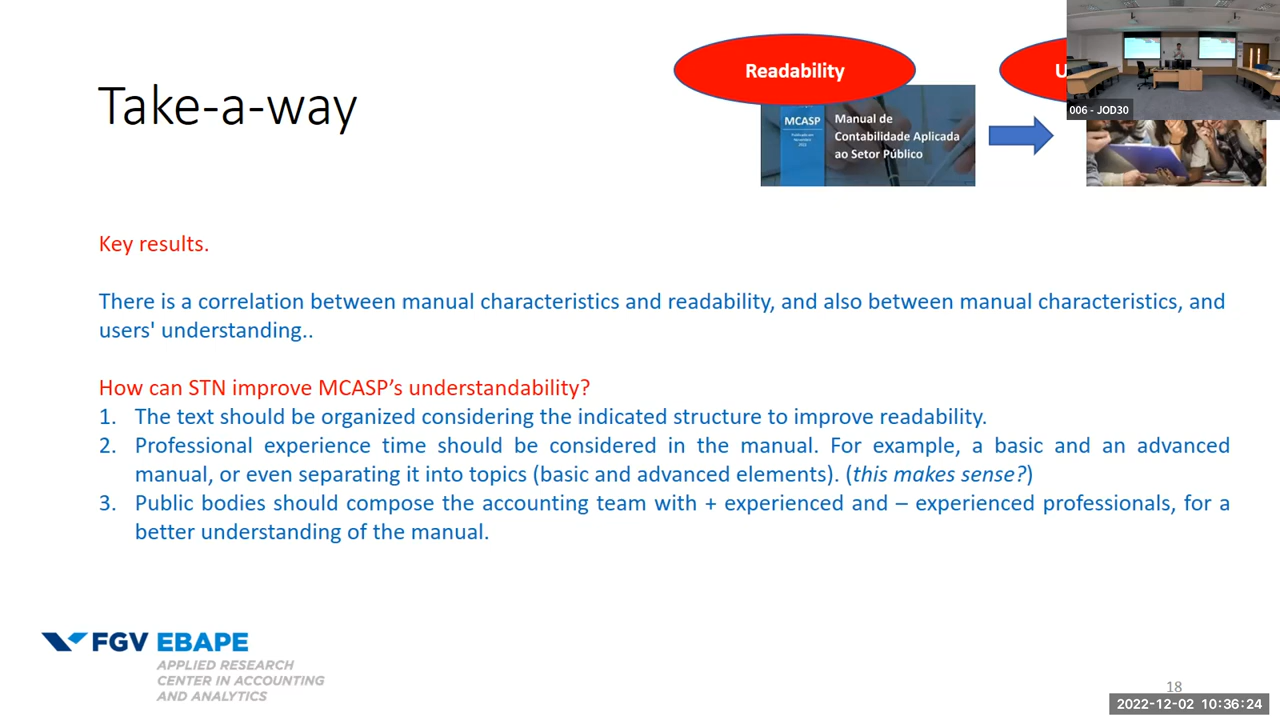 Readability
U
006 - JOD30
MCASP
Manual de
Contabilidade Aplicada
ao Setor Público
Take-a-way
Key results.
There is a correlation between manual characteristics and readability, and also between manual characteristics, and
users' understanding..
How can STN improve MCASP’s understandability?
1. The text should be organized considering the indicated structure to improve readability.
2. Professional experience time should be considered in the manual. For example, a basic and an advanced
manual, or even separating it into topics (basic and advanced elements). (this makes sense?)
3. Public bodies should compose the accounting team with + experienced and – experienced professionals, for a
better understanding of the manual.
FGV EBAPE
APPLIED RESEARCH
CENTER IN ACCOUNTING
AND ANALYTICS
18
2022-12-02 10:36:24